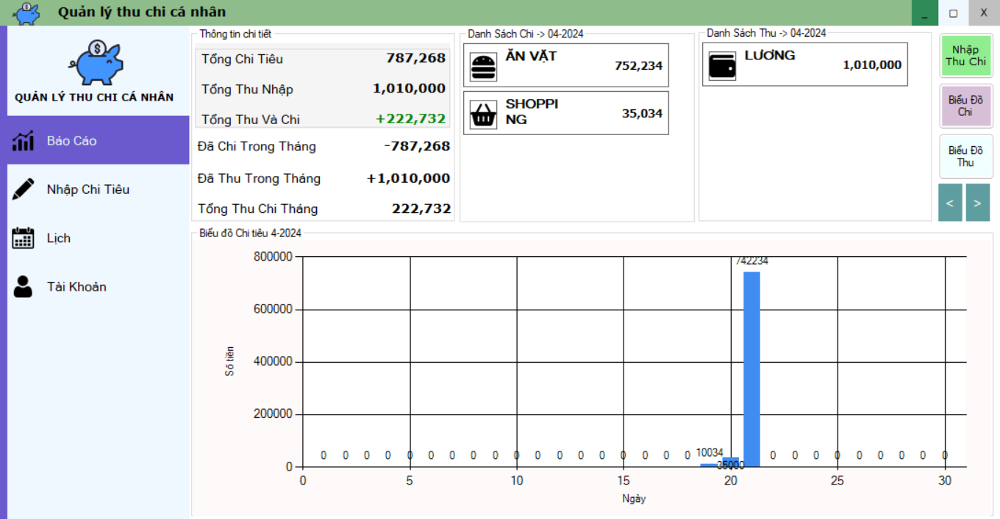 Quản lý thu chi cá nhân
_ □ X
QUẢN LÝ THU CHI CÁ NHÂN
Báo Cáo
Nhập Chi Tiêu
Lịch
Tài Khoản
Thông tin chi tiết
Tổng Chi Tiêu 787,268
Tổng Thu Nhập 1,010,000
Tổng Thu Và Chi +222,732
Đã Chi Trong Tháng -787,268
Đã Thu Trong Tháng +1,010,000
Tổng Thu Chi Tháng 222,732
Danh Sách Chi -> 04-2024
ĂN VẶT 752,234
SHOPPI
NG 35,034
Danh Sách Thu -> 04-2024
LƯƠNG 1,010,000
Nhập
Thu Chi
Biểu Đồ
Chi
Biểu Đồ
Thu
< >
Biểu đồ Chi tiêu 4-2024
Số tiền
800000
600000
400000
200000
0
742234
0 0 0 0 0 0 0 0 0 0 0 0 0 0 0 0 0 0 10034 35000 0 0 0 0 0 0 0 0 0
0 5 10 15 20 25 30
Ngày